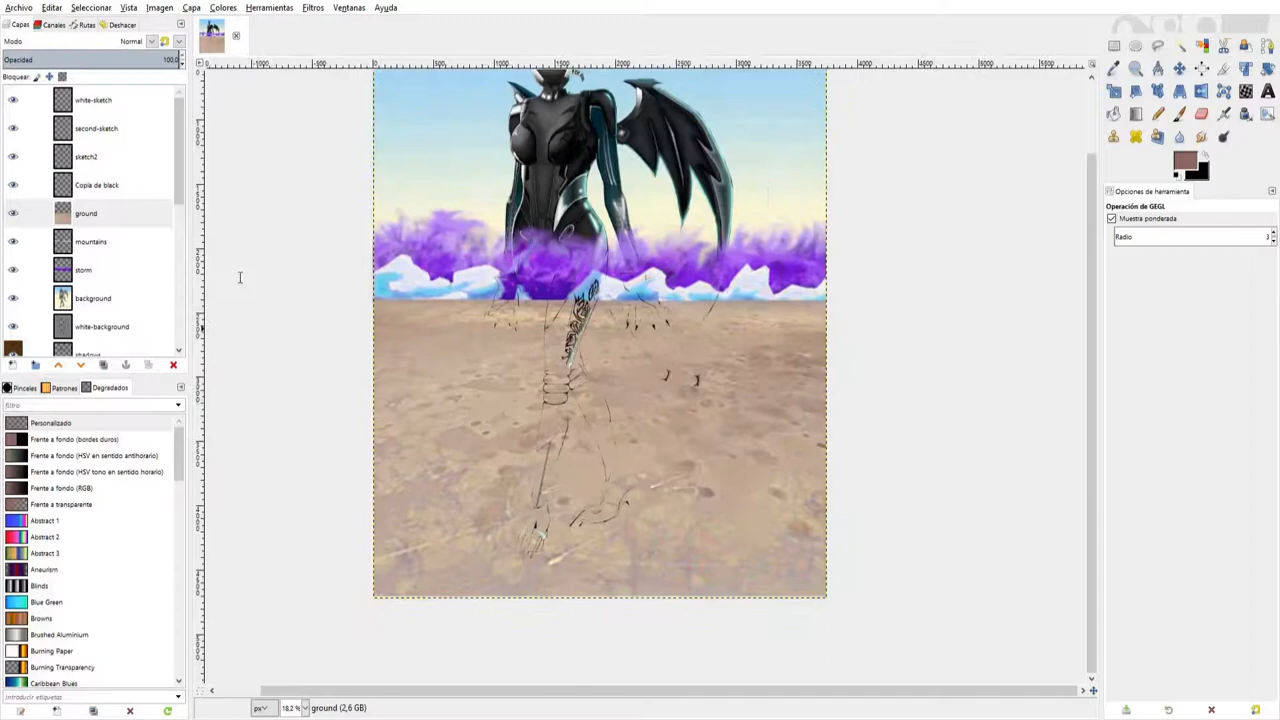 Archivo Editar Seleccionar Vista Imagen Capa Colores Herramientas Filtros Ventanas Ayuda
Capas Canales Rutas Deshacer
Modo Normal
Opacidad 100,0
Bloquear:
white-sketch
second-sketch
sketch2
Copia de black
ground
mountains
storm
background
white-background
shadows
Pinceles Patrones Degradados
filtro
Personalizado
Frente a fondo (bordes duros)
Frente a fondo (HSV en sentido antihorario)
Frente a fondo (HSV tono en sentido horario)
Frente a fondo (RGB)
Frente a transparente
Abstract 1
Abstract 2
Abstract 3
Aneurism
Blinds
Blue Green
Browns
Brushed Aluminium
Burning Paper
Burning Transparency
Caribbean Blues
introducir etiquetas
px 18,2 % ground (2,6 GB)
Opciones de herramienta
Operación de GEGL
Muestra ponderada
Radio 3